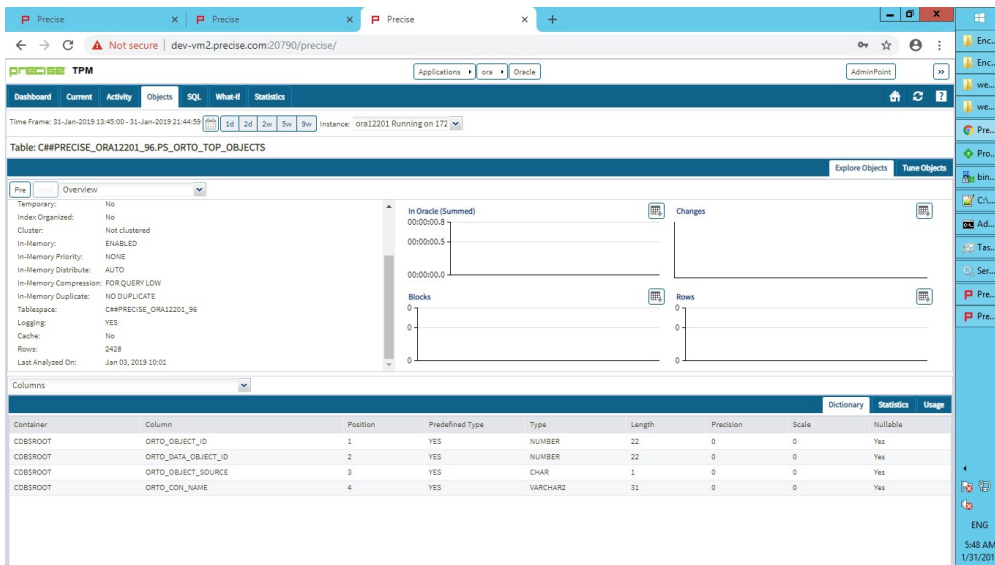 Precise × Precise × Precise × +
Not secure | dev-vm2.precise.com:20790/precise/
precise TPM Applications ora Oracle AdminPoint »
Dashboard Current Activity Objects SQL What-If Statistics ?
Time Frame: 31-Jan-2019 13:45:00 - 31-Jan-2019 21:44:59 1d 2d 2w 5w 9w Instance: ora12201 Running on 172
Table: C##PRECISE_ORA12201_96.PS_ORTO_TOP_OBJECTS
Explore Objects Tune Objects
Pre Overview
Temporary: No
Index Organized: No
Cluster: Not clustered
In-Memory: ENABLED
In-Memory Priority: NONE
In-Memory Distribute: AUTO
In-Memory Compression: FOR QUERY LOW
In-Memory Duplicate: NO DUPLICATE
Tablespace: C##PRECISE_ORA12201_96
Logging: YES
Cache: No
Rows: 2428
Last Analyzed On: Jan 03, 2019 10:01
In Oracle (Summed)
00:00:00.8
00:00:00.5
00:00:00.0
Changes
Blocks
0
0
0
Rows
0
0
0
Columns
Dictionary Statistics Usage
Container Column Position Predefined Type Type Length Precision Scale Nullable
CDB$ROOT ORTO_OBJECT_ID 1 YES NUMBER 22 0 0 Yes
CDB$ROOT ORTO_DATA_OBJECT_ID 2 YES NUMBER 22 0 0 Yes
CDB$ROOT ORTO_OBJECT_SOURCE 3 YES CHAR 1 0 0 Yes
CDB$ROOT ORTO_CON_NAME 4 YES VARCHAR2 31 0 0 Yes
Enc...
Enc...
we...
we...
Pre...
Pro...
bin...
C:\...
Ad...
Tas...
Ser...
Pre...
Pre...
ENG
5:48 AM
1/31/201